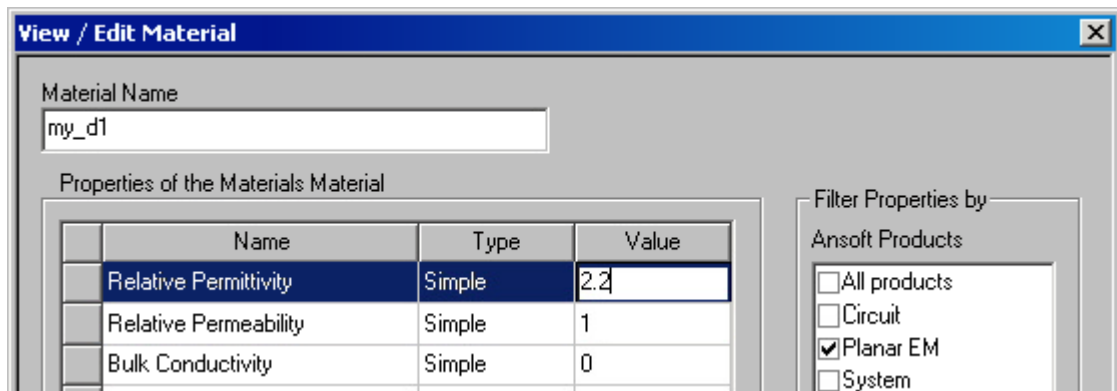 View / Edit Material
Material Name
my_d1
Properties of the Materials Material
Name Type Value
Relative Permittivity Simple 2.2
Relative Permeability Simple 1
Bulk Conductivity Simple 0
Filter Properties by
Ansoft Products
All products
Circuit
Planar EM
System